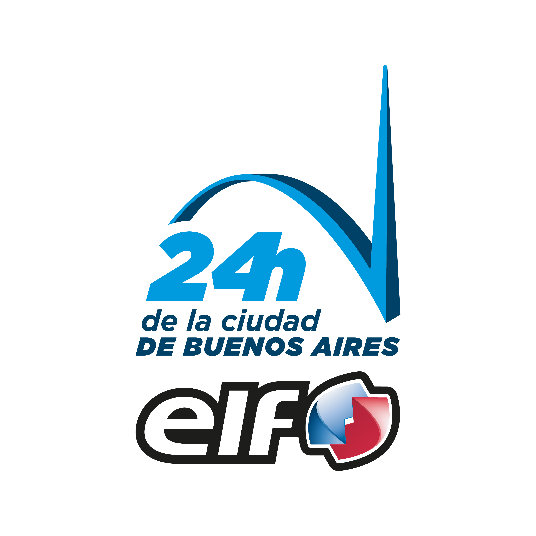 24h
de la ciudad
DE BUENOS AIRES
elf